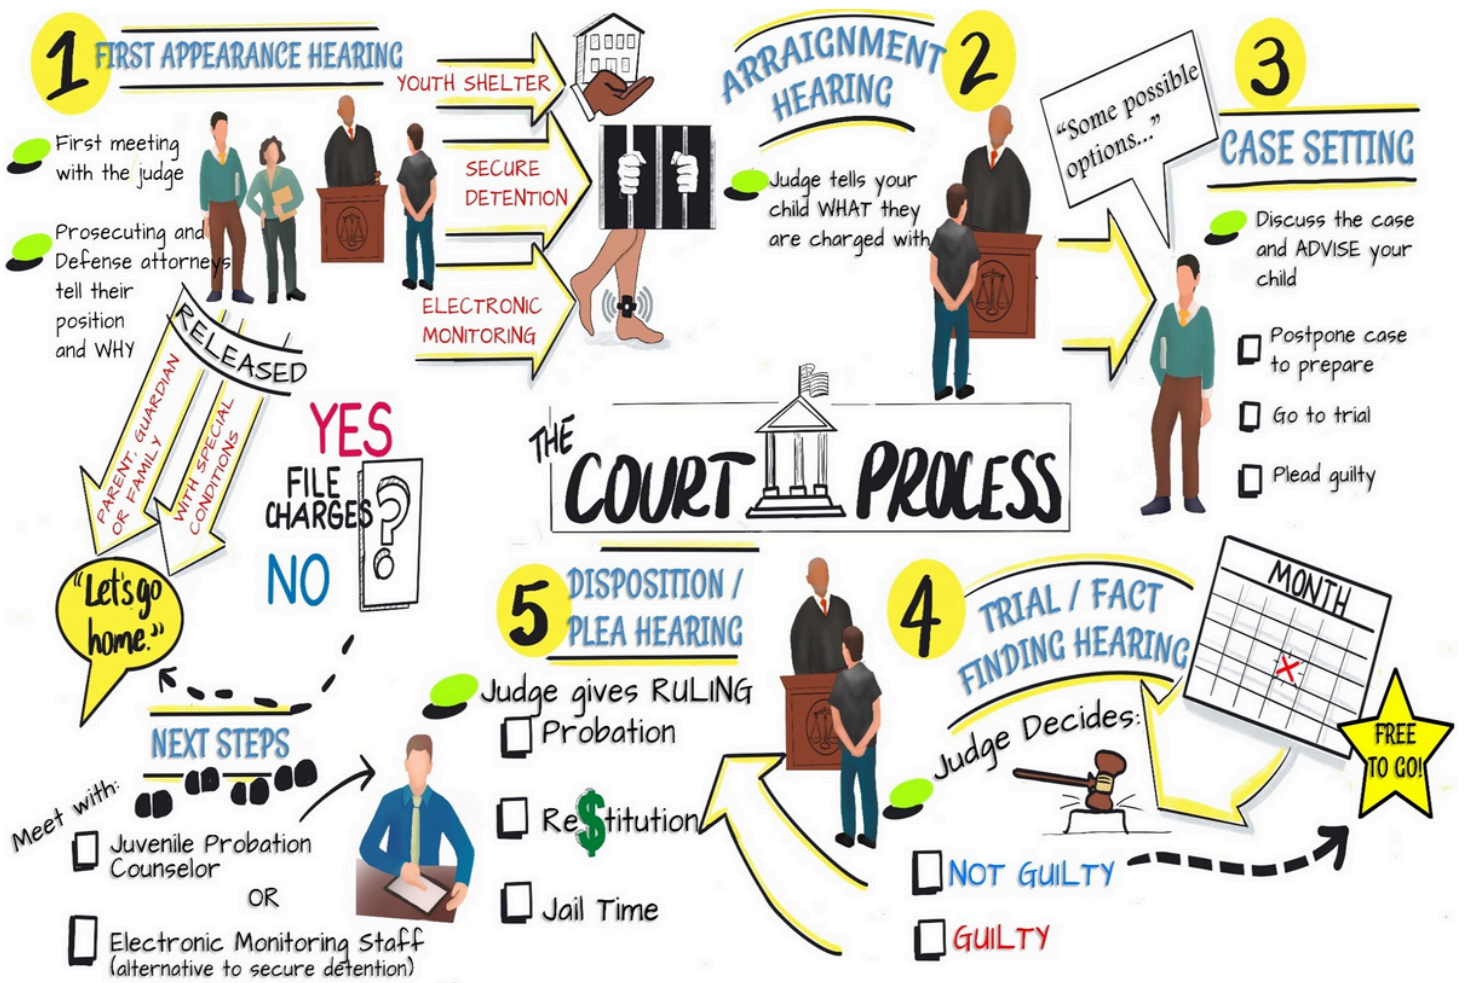 1
FIRST APPEARANCE HEARING
First meeting
with the judge
Prosecuting and
Defense attorneys
tell their
position
and WHY
YOUTH SHELTER
SECURE
DETENTION
ELECTRONIC
MONITORING
RELEASED
PARENT, GUARDIAN
OR FAMILY
WITH SPECIAL
CONDITIONS
"Let's go
home."
YES
FILE
CHARGES
?
NO
NEXT STEPS
Meet with:
Juvenile Probation
Counselor
OR
Electronic Monitoring Staff
(alternative to secure detention)
ARRAIGNMENT
HEARING
2
Judge tells your
child WHAT they
are charged with
"Some possible
options..."
3
CASE SETTING
Discuss the case
and ADVISE your
child
Postpone case
to prepare
Go to trial
Plead guilty
THE
COURT PROCESS
4
TRIAL / FACT
FINDING HEARING
MONTH
X
Judge Decides:
NOT GUILTY
GUILTY
FREE
TO GO!
5
DISPOSITION /
PLEA HEARING
Judge gives RULING
Probation
Re$titution
Jail Time